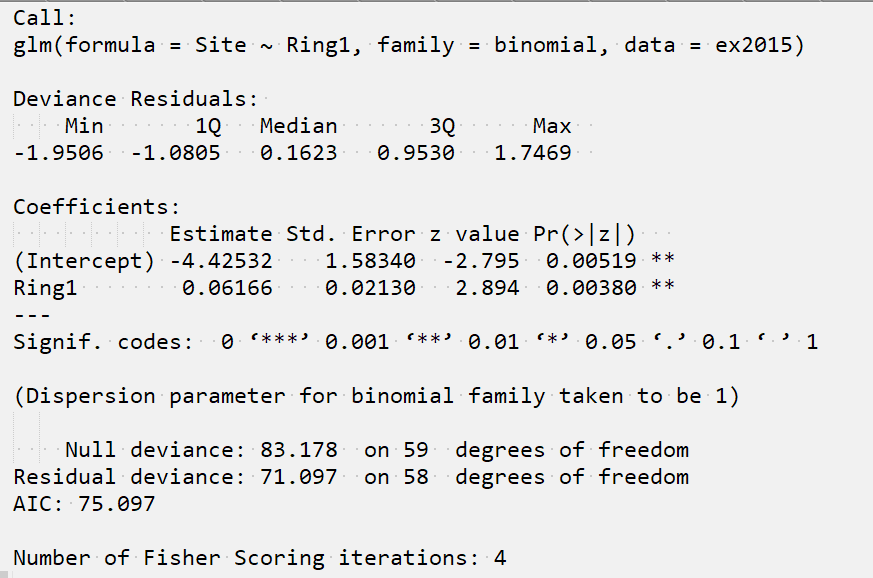 Call:
glm(formula = Site ~ Ring1, family = binomial, data = ex2015)
Deviance Residuals:
    Min       1Q   Median       3Q      Max
-1.9506  -1.0805   0.1623   0.9530   1.7469
Coefficients:
            Estimate Std. Error z value Pr(>|z|)
(Intercept) -4.42532    1.58340  -2.795  0.00519 **
Ring1        0.06166    0.02130   2.894  0.00380 **
---
Signif. codes:  0 ‘***’ 0.001 ‘**’ 0.01 ‘*’ 0.05 ‘.’ 0.1 ‘ ’ 1
(Dispersion parameter for binomial family taken to be 1)
    Null deviance: 83.178  on 59  degrees of freedom
Residual deviance: 71.097  on 58  degrees of freedom
AIC: 75.097
Number of Fisher Scoring iterations: 4